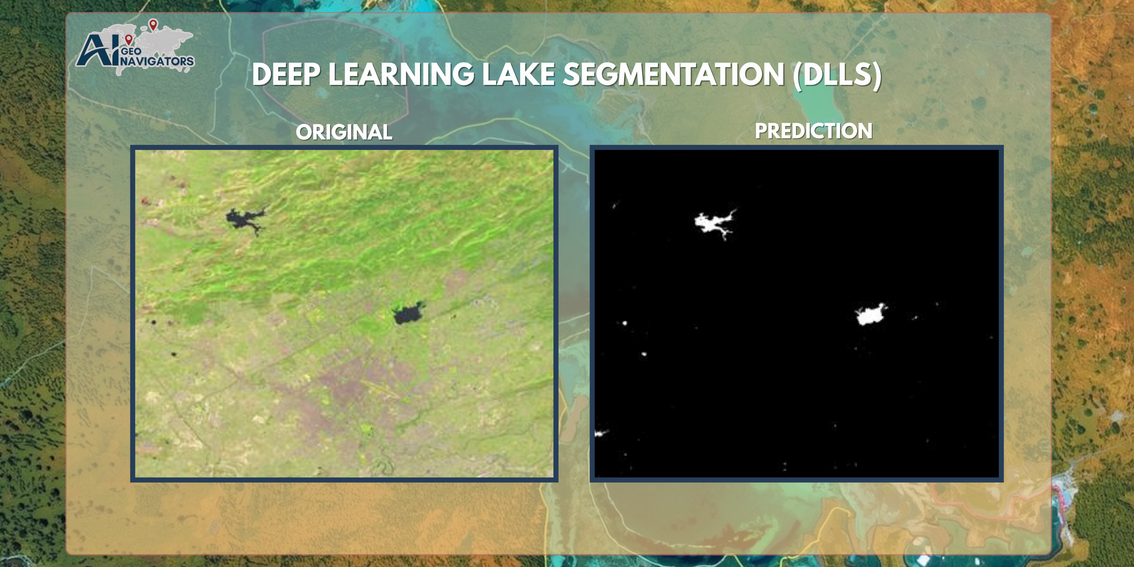 AI GEO
NAVIGATORS
DEEP LEARNING LAKE SEGMENTATION (DLLS)
ORIGINAL
PREDICTION